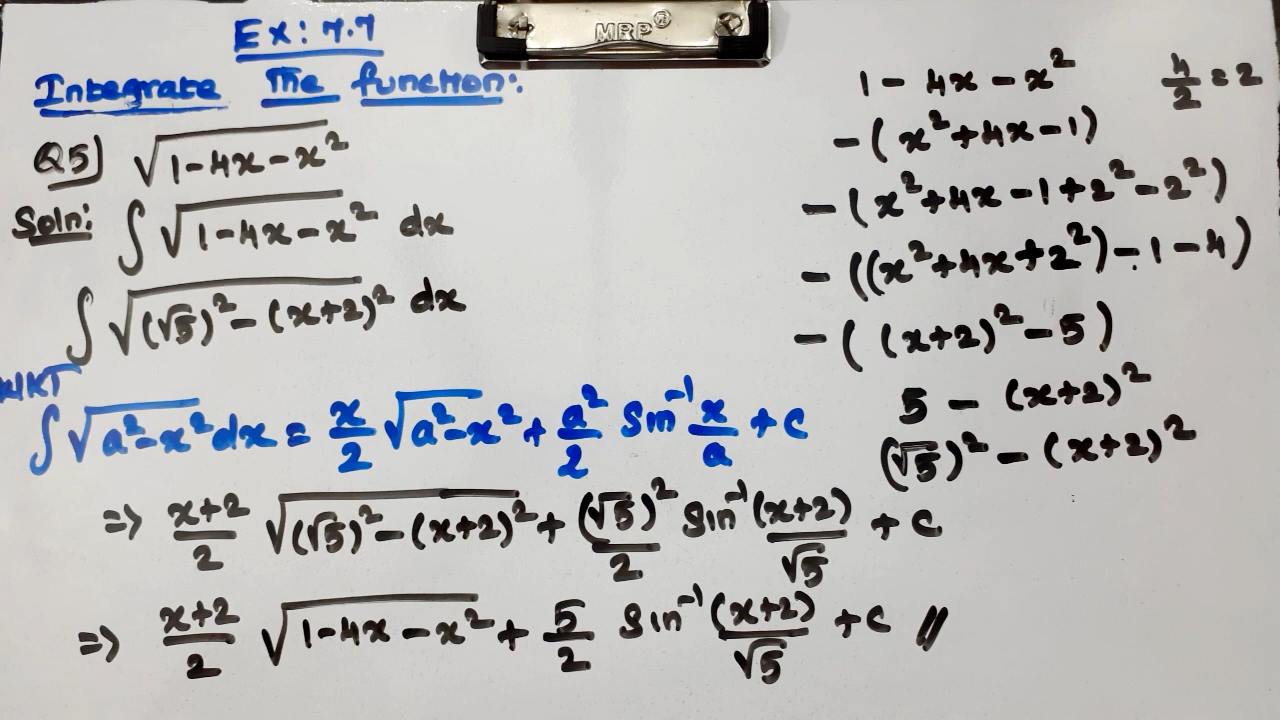 MRP®
Ex: 7.7
Integrate The function:
Q5) √(1-4x-x²)
Soln: ∫ √(1-4x-x²) dx
∫ √((√5)²-(x+2)²) dx
WKT
∫ √(a²-x²) dx = x/2 √(a²-x²) + a²/2 Sin⁻¹ x/a + c
=> (x+2)/2 √((√5)²-(x+2)²) + (√5)²/2 Sin⁻¹ (x+2)/√5 + c
=> (x+2)/2 √(1-4x-x²) + 5/2 Sin⁻¹ (x+2)/√5 + c //
1 - 4x - x²
4/2 = 2
-(x²+4x-1)
-(x²+4x-1+2²-2²)
-((x²+4x+2²)-1-4)
-((x+2)²-5)
5 - (x+2)²
(√5)² - (x+2)²